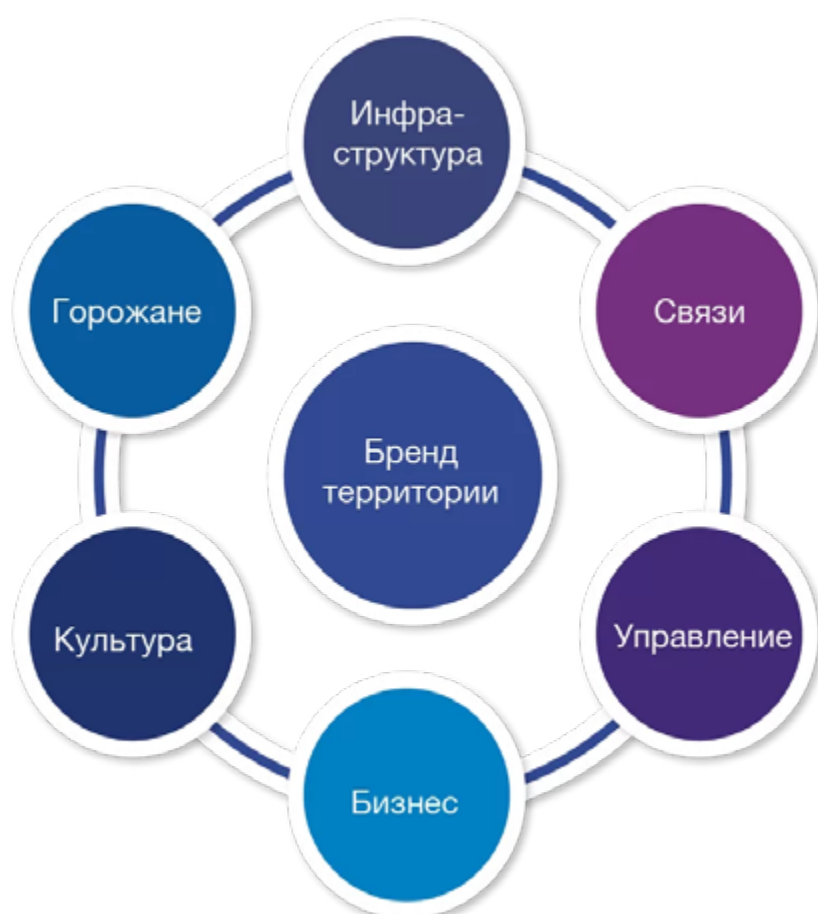 Инфра-
структура
Горожане
Связи
Бренд
территории
Культура
Управление
Бизнес